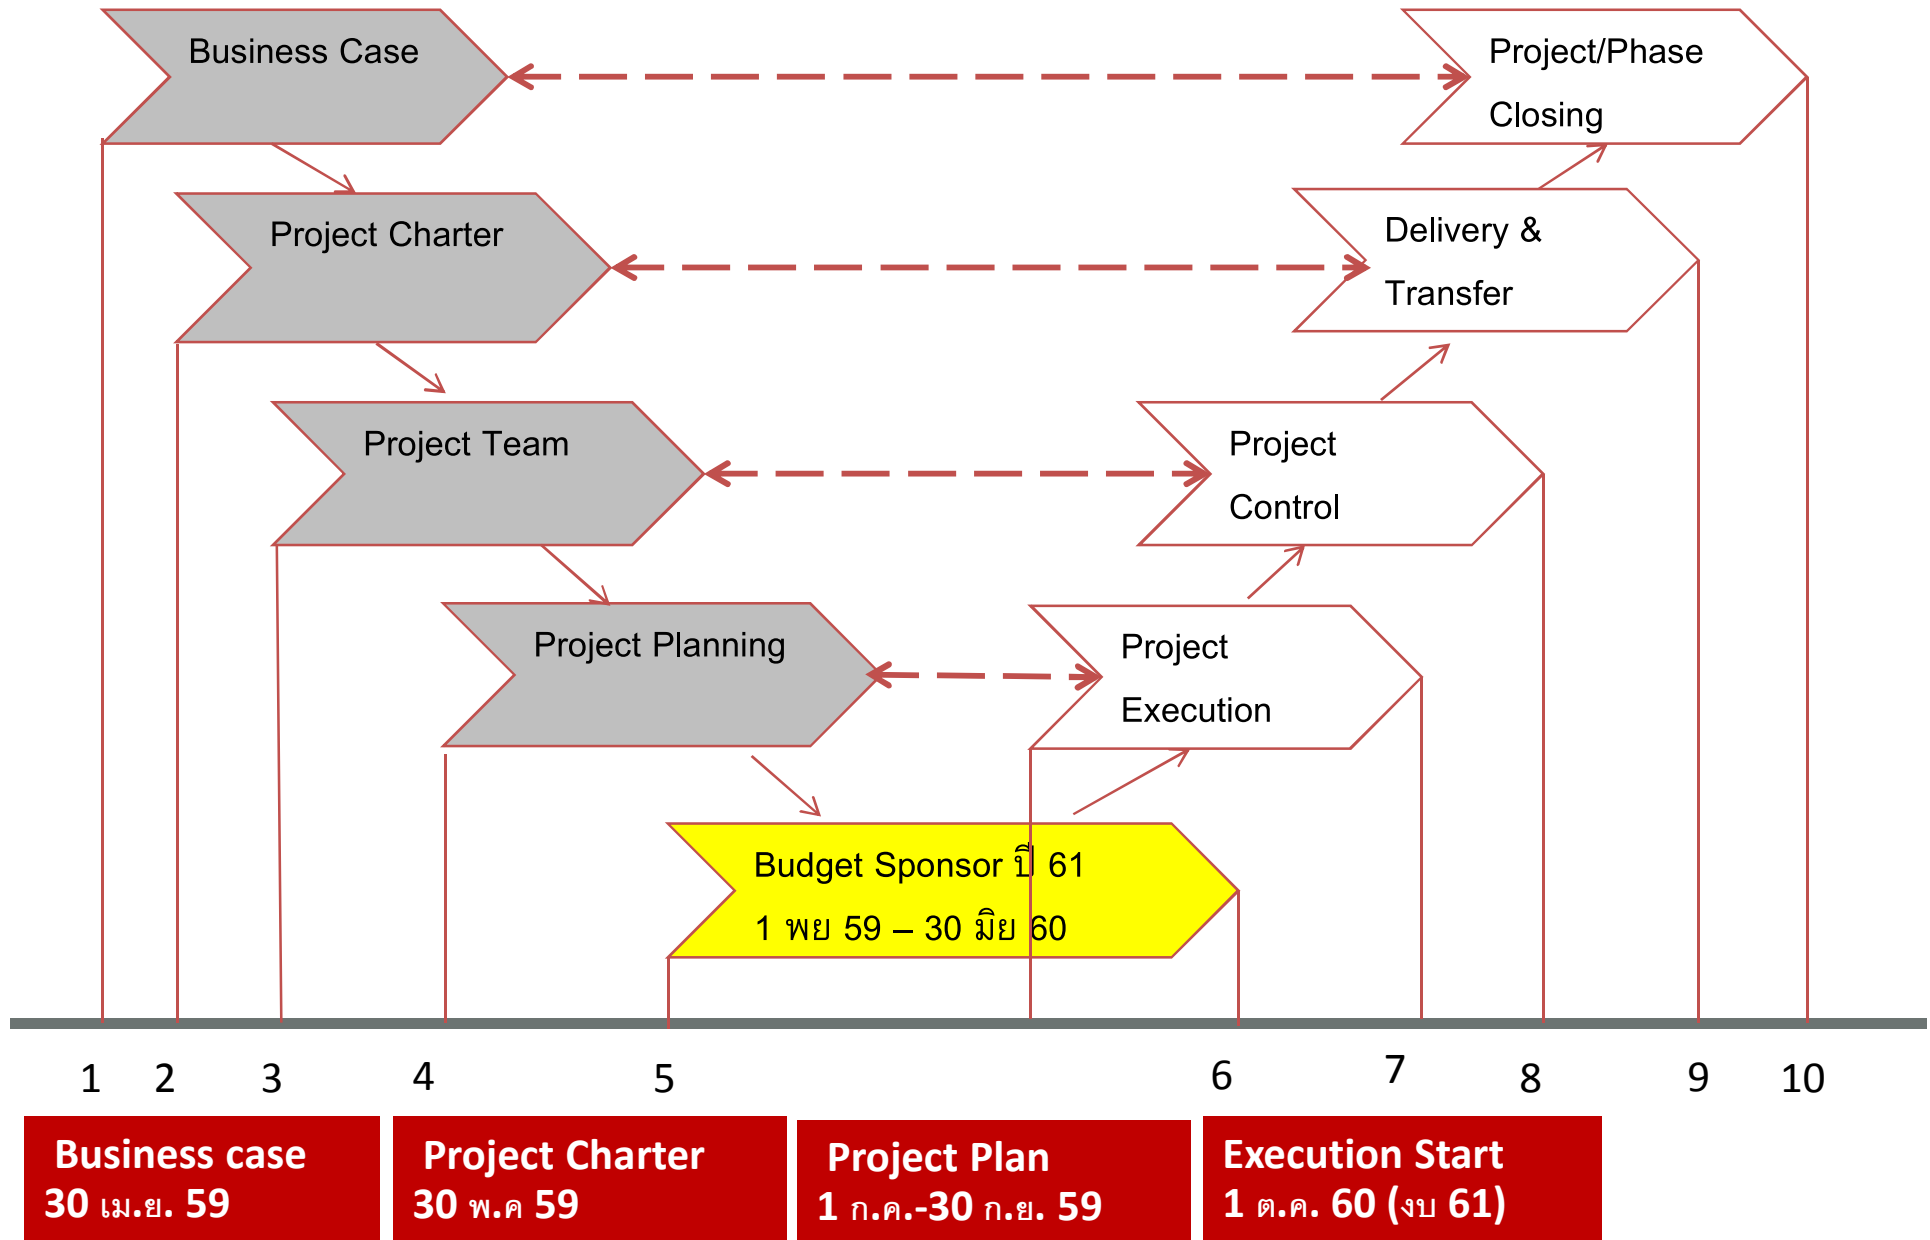 Business Case
Project/Phase
Closing
Project Charter
Delivery &
Transfer
Project Team
Project
Control
Project Planning
Project
Execution
Budget Sponsor ปี 61
1 พย 59 – 30 มิย 60
1 2 3 4 5 6 7 8 9 10
Business case
30 เม.ย. 59
Project Charter
30 พ.ค 59
Project Plan
1 ก.ค.-30 ก.ย. 59
Execution Start
1 ต.ค. 60 (งบ 61)